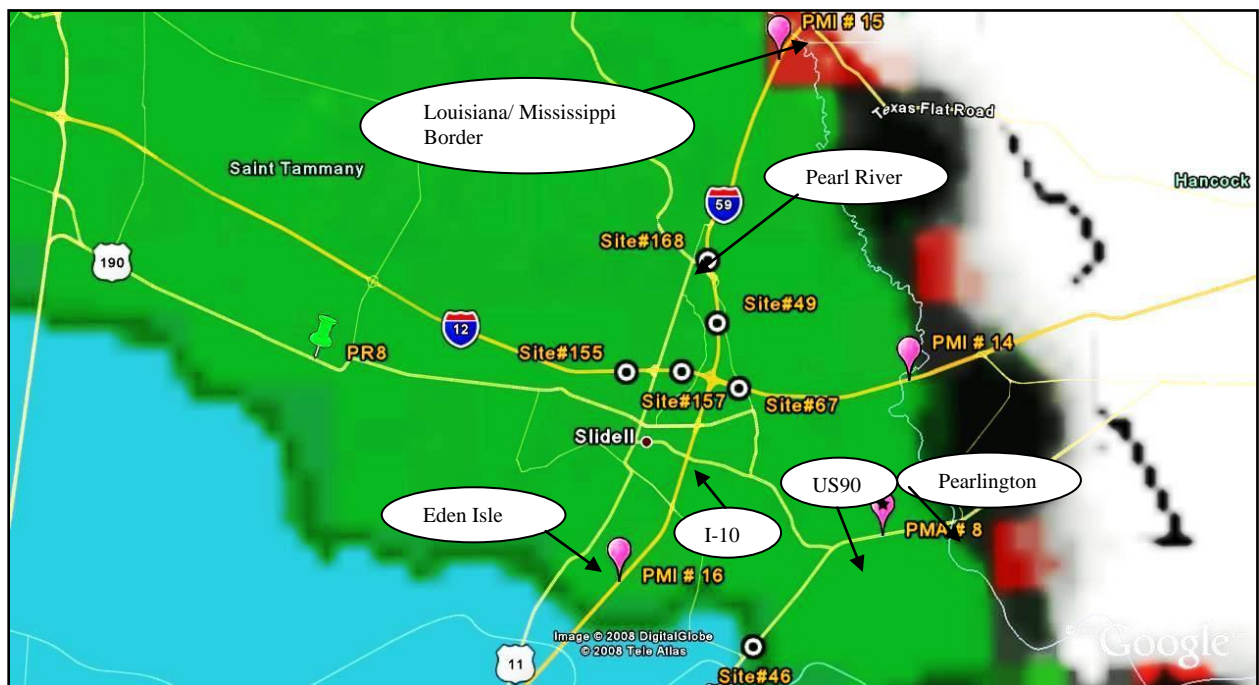 PMI # 15
Louisiana/ Mississippi
Border
Texas Flat Road
Saint Tammany
Pearl River
Hancock
59
Site#168
190
Site#49
12
PMI # 14
PR8
Site#155
Site#157
Site#67
Slidell
US90
Pearlington
Eden Isle
I-10
PMA # 8
PMI # 16
Image © 2008 DigitalGlobe
© 2008 Tele Atlas
Google
11
Site#46